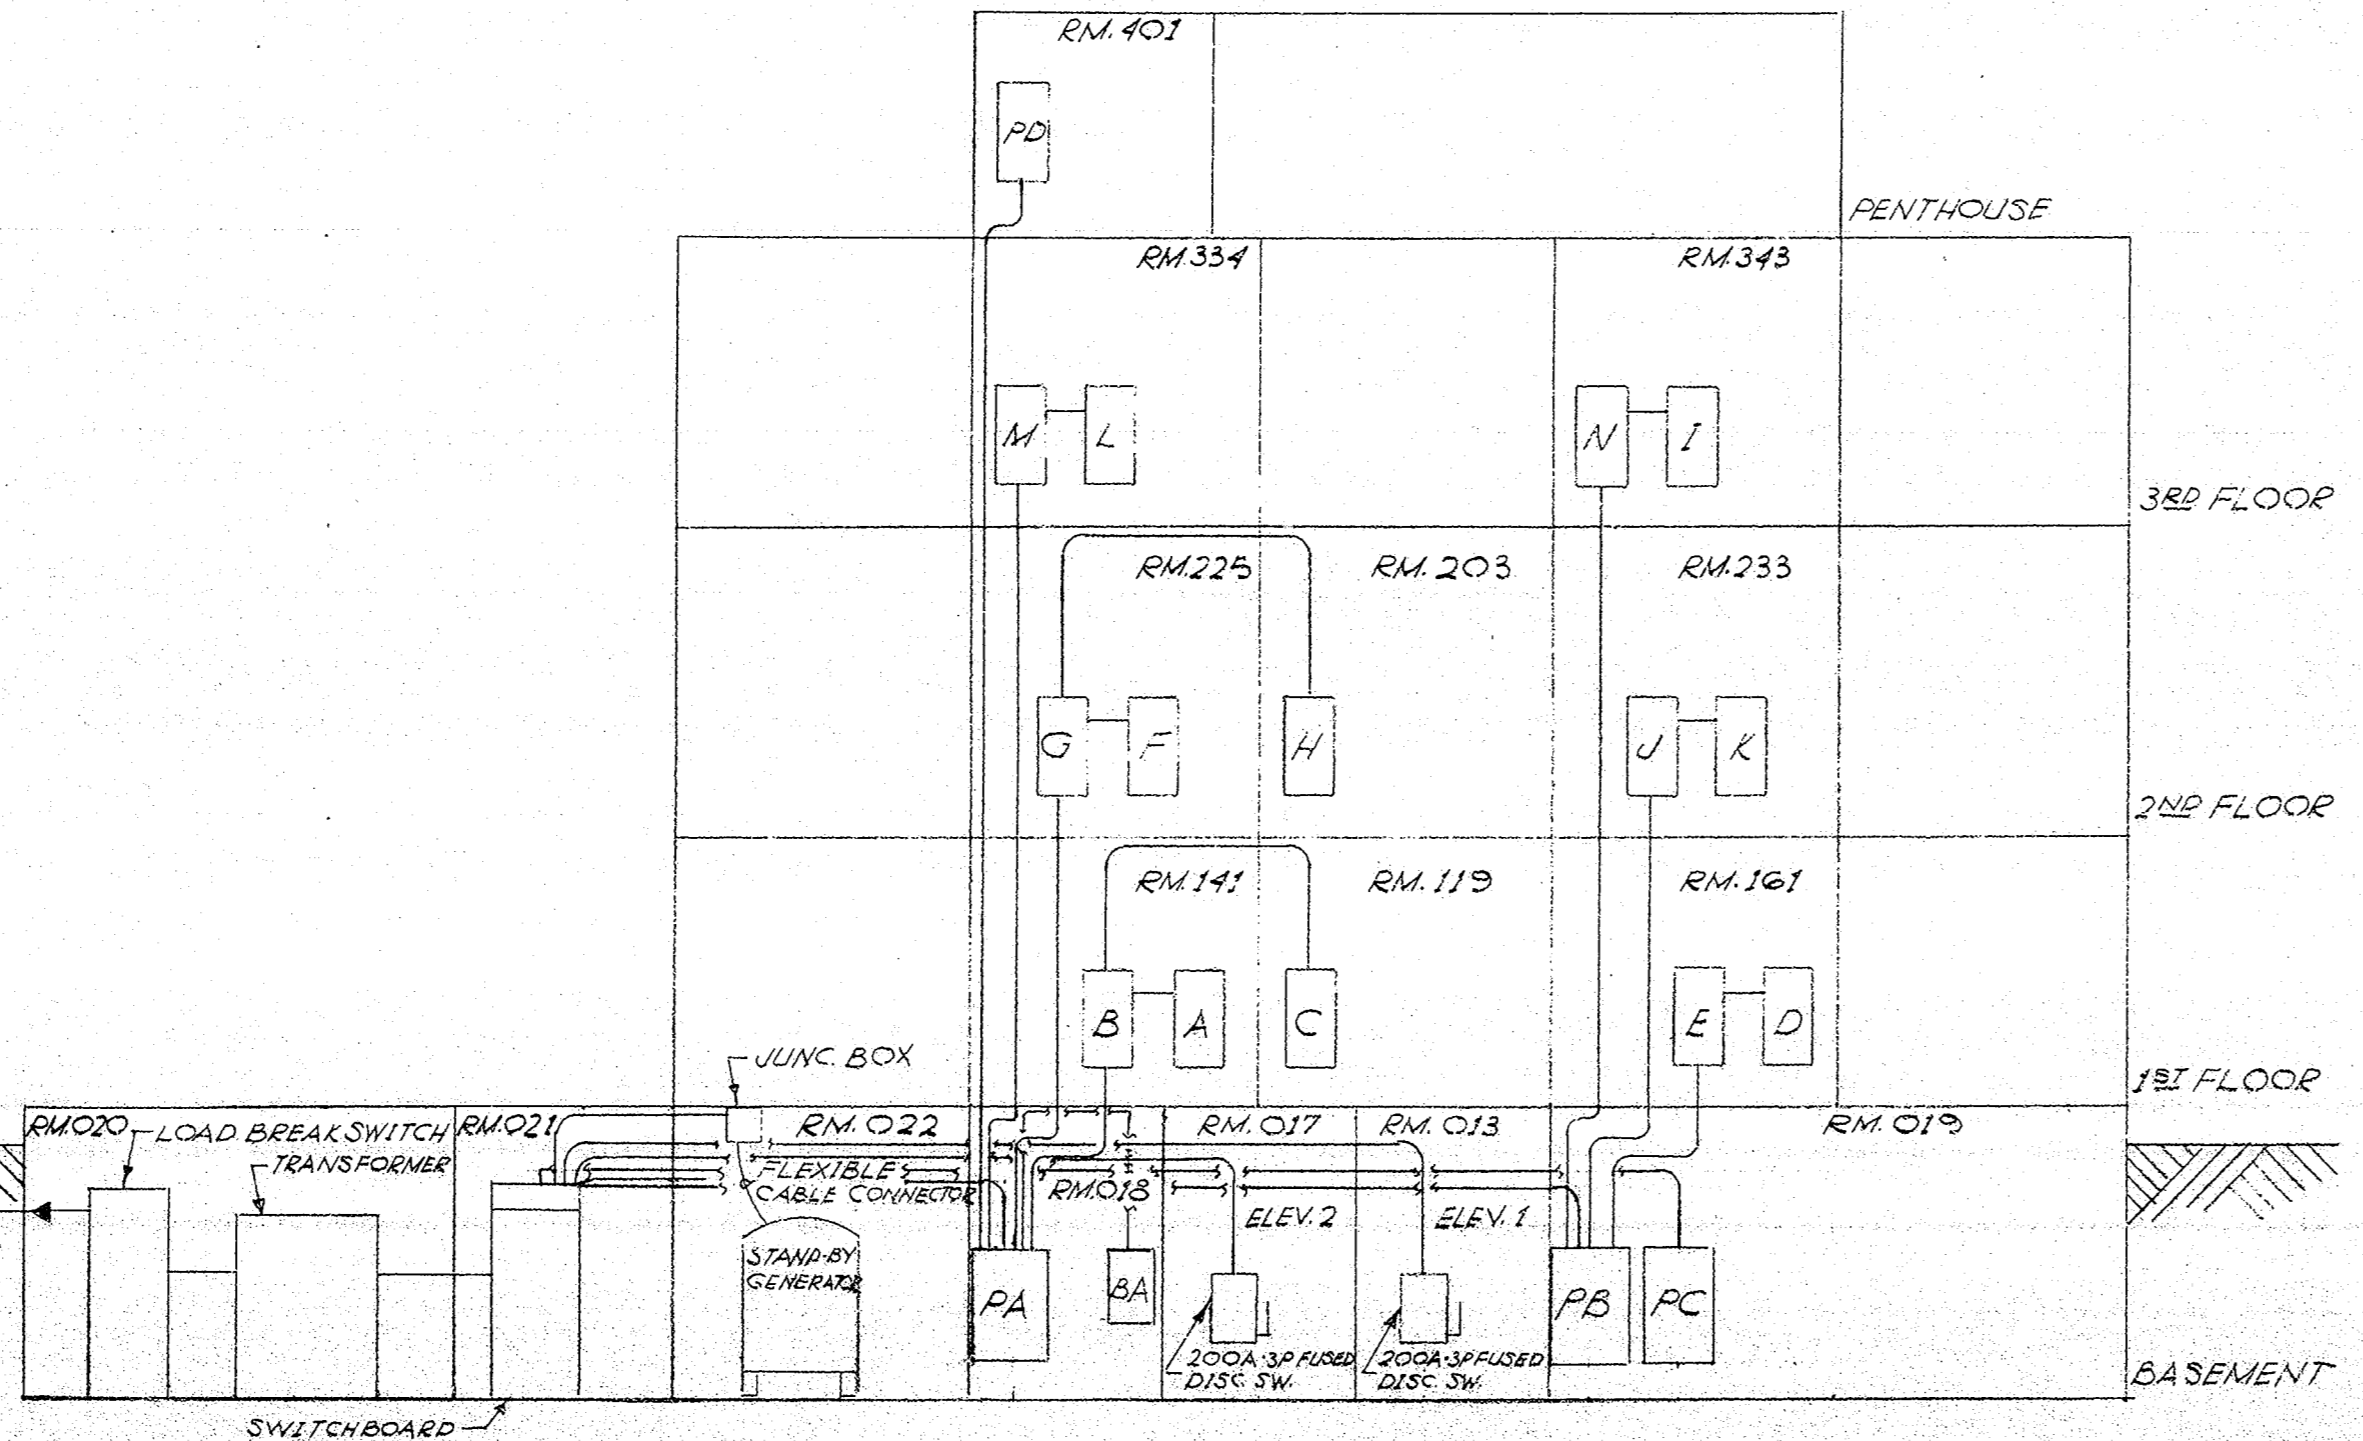 RM. 401
PD
PENTHOUSE
RM.334
RM.343
M
L
N
I
3RD FLOOR
RM.225
RM. 203
RM.233
G
F
H
J
K
2ND FLOOR
RM.141
RM. 119
RM. 161
B
A
C
E
D
1ST FLOOR
JUNC. BOX
RM.020
LOAD BREAK SWITCH
TRANSFORMER
RM.021
RM. 022
FLEXIBLE
CABLE CONNECTOR
STAND-BY
GENERATOR
RM.018
PA
BA
RM. 017
ELEV. 2
200A-3P FUSED
DISC. SW.
RM. 013
ELEV. 1
200A-3P FUSED
DISC. SW.
RM. 019
PB
PC
BASEMENT
SWITCHBOARD